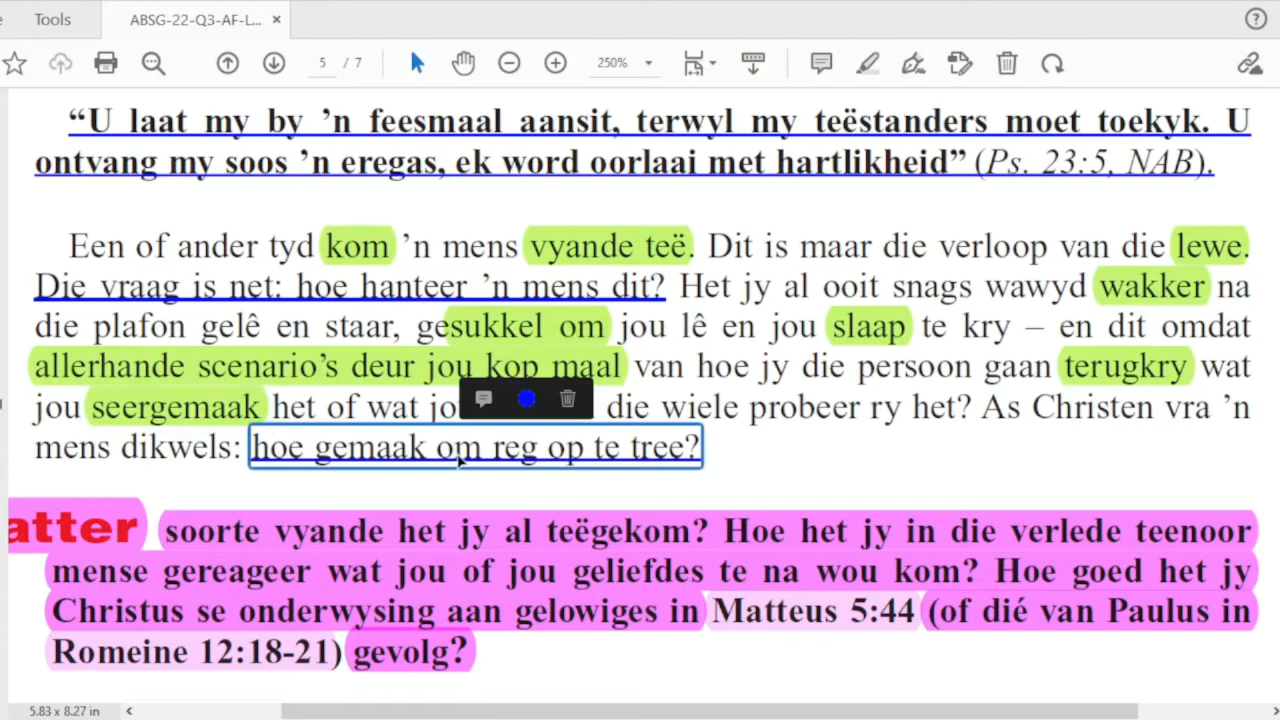 Tools
ABSG-22-Q3-AF-L... ×
5 / 7
250%
“U laat my by ’n feesmaal aansit, terwyl my teëstanders moet toekyk. U
ontvang my soos ’n eregas, ek word oorlaai met hartlikheid” (Ps. 23:5, NAB).
Een of ander tyd kom ’n mens vyande teë. Dit is maar die verloop van die lewe.
Die vraag is net: hoe hanteer ’n mens dit? Het jy al ooit snags wawyd wakker na
die plafon gelê en staar, gesukkel om jou lê en jou slaap te kry – en dit omdat
allerhande scenario’s deur jou kop maal van hoe jy die persoon gaan terugkry wat
jou seergemaak het of wat jo die wiele probeer ry het? As Christen vra ’n
mens dikwels: hoe gemaak om reg op te tree?
atter soorte vyande het jy al teëgekom? Hoe het jy in die verlede teenoor
mense gereageer wat jou of jou geliefdes te na wou kom? Hoe goed het jy
Christus se onderwysing aan gelowiges in Matteus 5:44 (of dié van Paulus in
Romeine 12:18-21) gevolg?
5.83 x 8.27 in